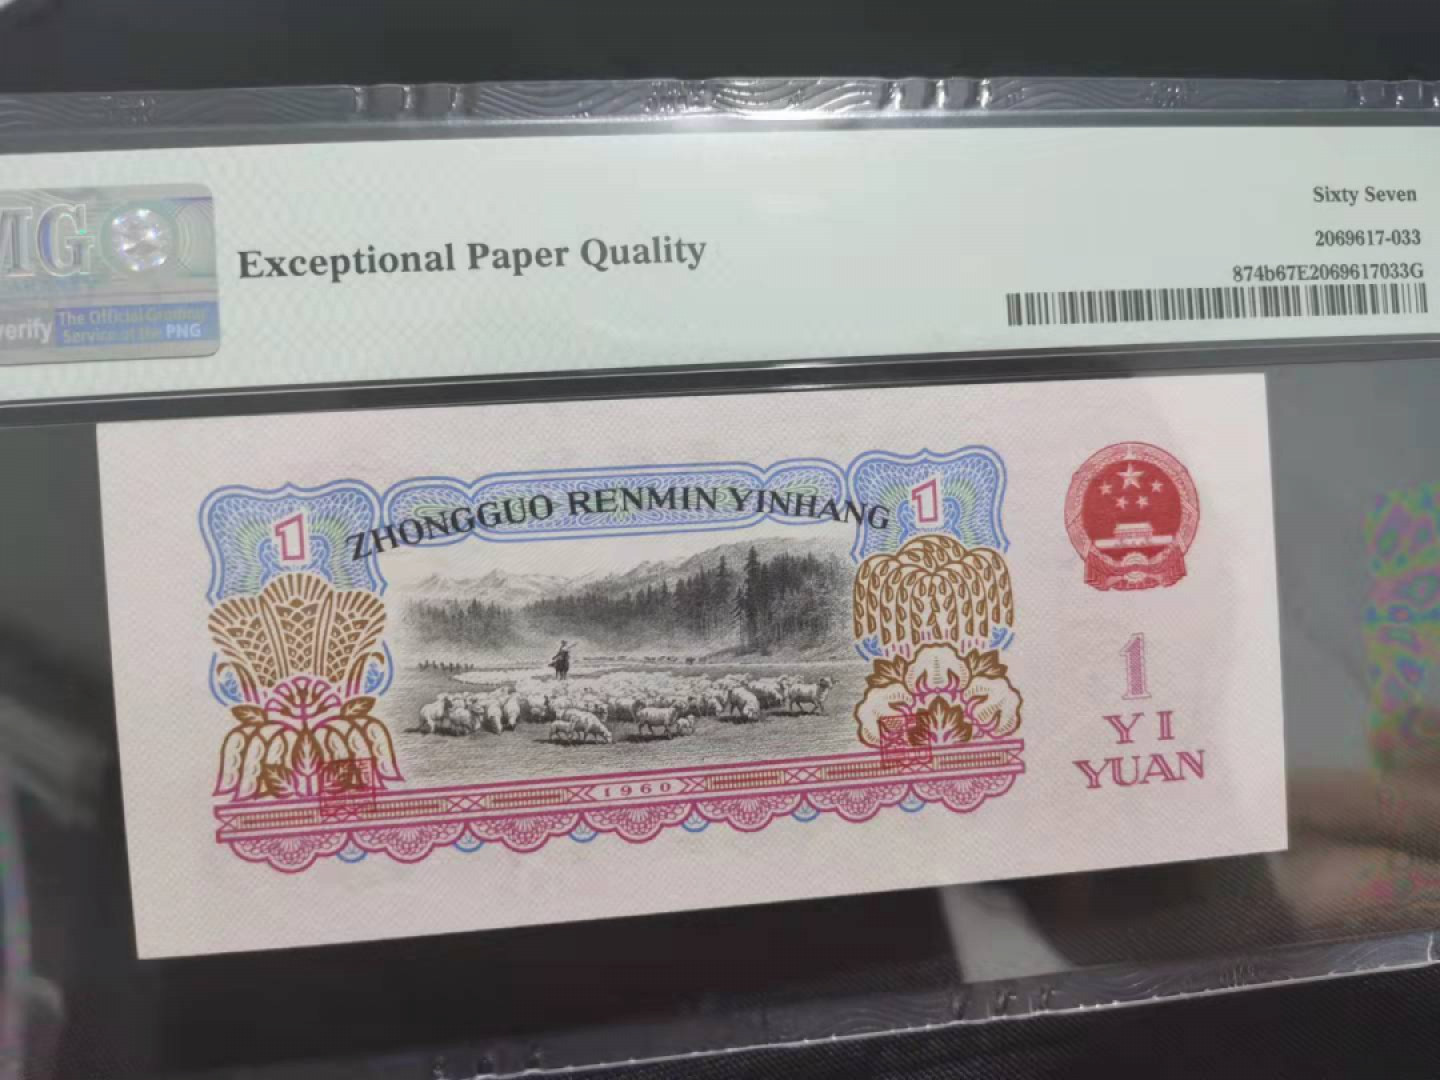 MG
verify
The Official Grading
Service of the PNG
Exceptional Paper Quality
Sixty Seven
2069617-033
874b67E2069617033G
1
1
ZHONGGUO RENMIN YINHANG
1960
1
YI
YUAN